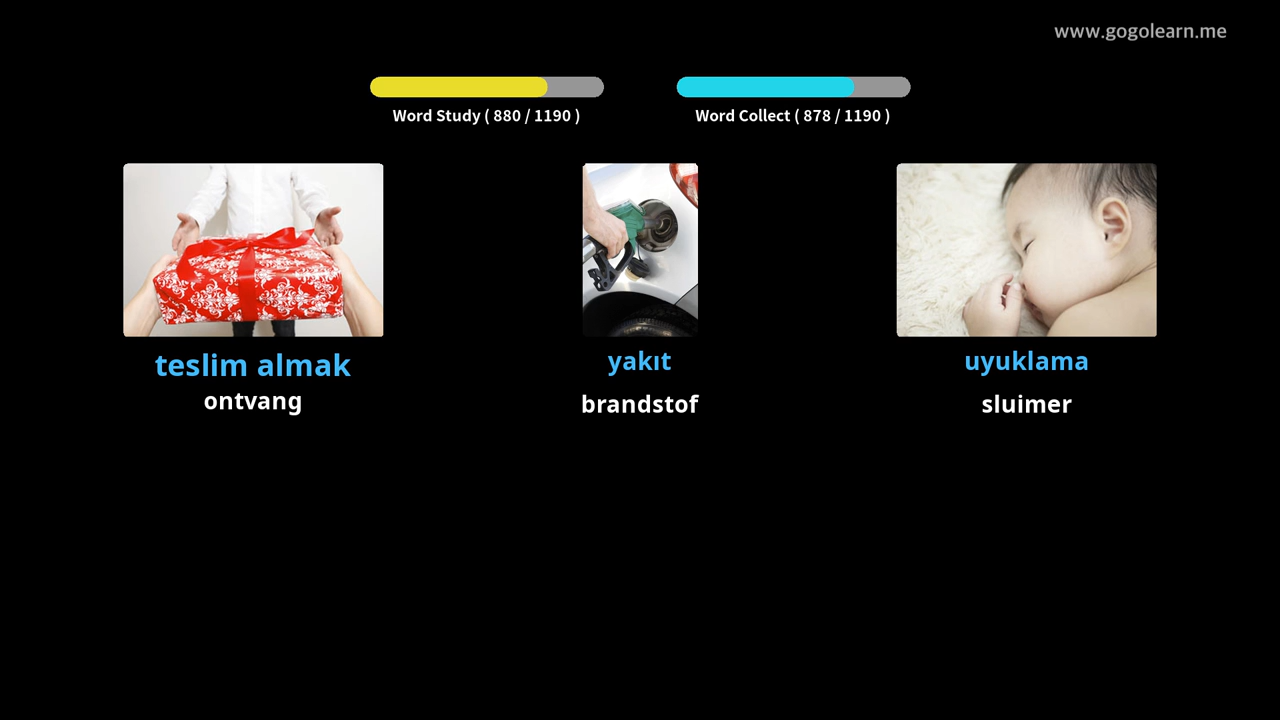 www.gogolearn.me
Word Study ( 880 / 1190 )
Word Collect ( 878 / 1190 )
teslim almak
ontvang
yakıt
brandstof
uyuklama
sluimer